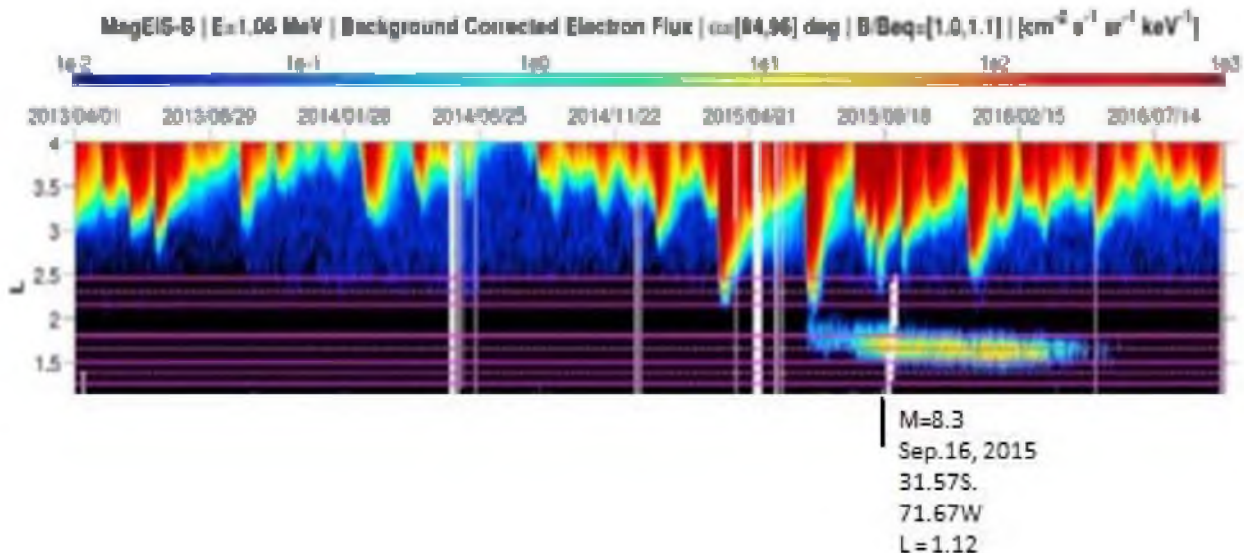 MagEIS-B | E=1.06 MeV | Background Corrected Electron Flux | α=[84,96] deg | B/Beq=[1.0,1.1] | [cm⁻² s⁻¹ sr⁻¹ keV⁻¹]
1e-2 1e-1 1e0 1e1 1e2 1e3
2013/04/01 2013/08/29 2014/01/26 2014/06/25 2014/11/22 2015/04/21 2015/09/18 2016/02/15 2016/07/14
4
3.5
3
2.5
L
2
1.5
M=8.3
Sep.16, 2015
31.57S.
71.67W
L = 1.12